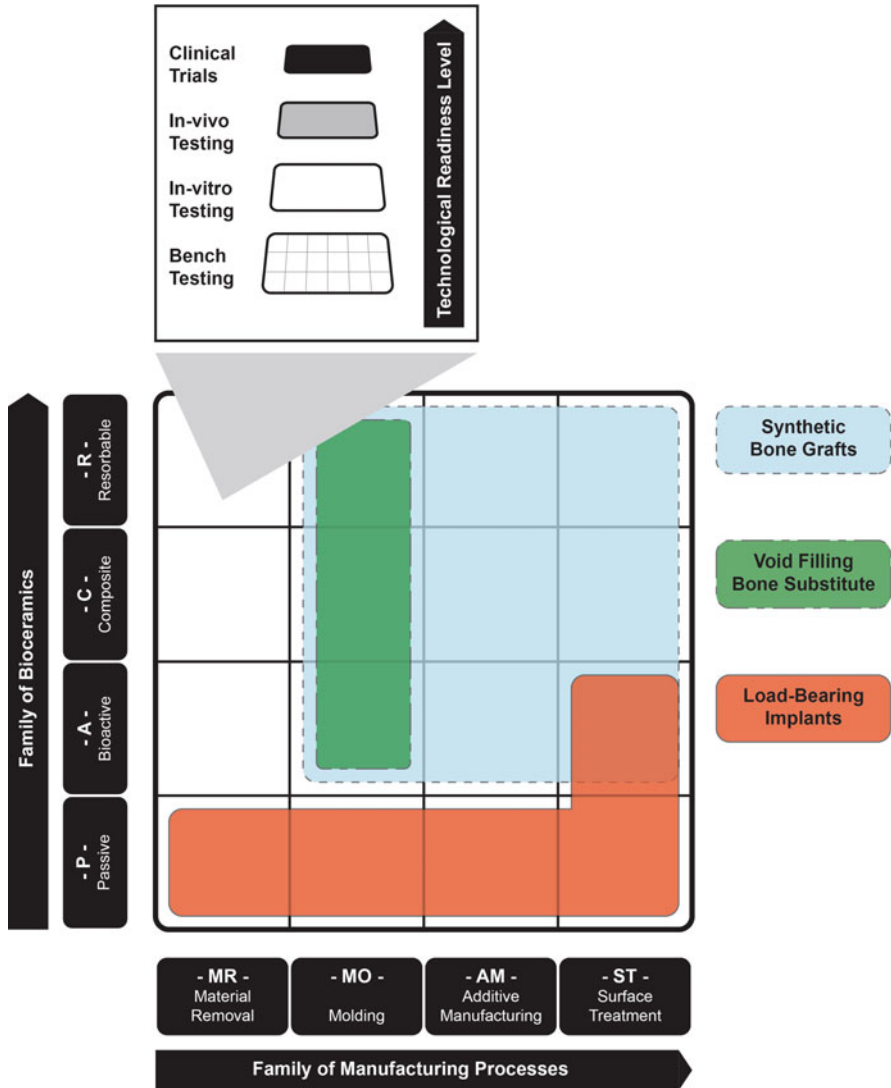 Clinical
Trials
In-vivo
Testing
In-vitro
Testing
Bench
Testing
Technological Readiness Level
Family of Bioceramics
- R -
Resorbable
- C -
Composite
- A -
Bioactive
- P -
Passive
Synthetic
Bone Grafts
Void Filling
Bone Substitute
Load-Bearing
Implants
- MR -
Material
Removal
- MO -
Molding
- AM -
Additive
Manufacturing
- ST -
Surface
Treatment
Family of Manufacturing Processes